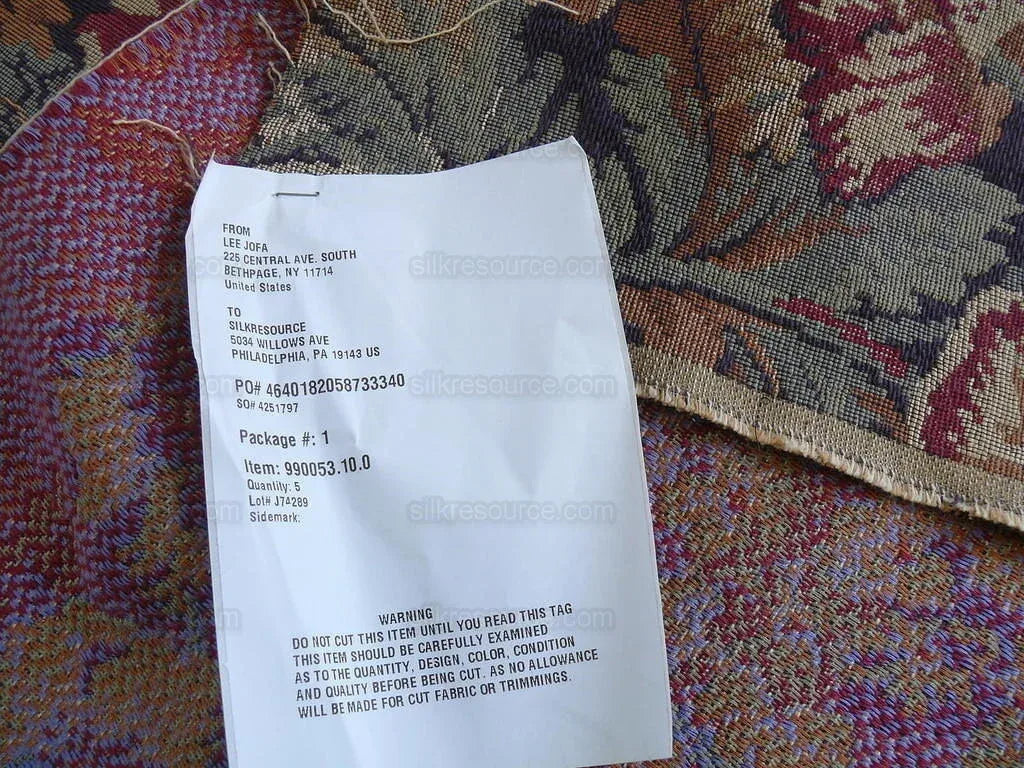 FROM
LEE JOFA
225 CENTRAL AVE. SOUTH
BETHPAGE, NY 11714
United States
TO
SILKRESOURCE
5034 WILLOWS AVE
PHILADELPHIA, PA 19143 US
PO# 4640182058733340
SO# 4251797
Package #: 1
Item: 990053.10.0
Quantity: 5
Lot# J74289
Sidemark:
WARNING
DO NOT CUT THIS ITEM UNTIL YOU READ THIS TAG
THIS ITEM SHOULD BE CAREFULLY EXAMINED
AS TO THE QUANTITY, DESIGN, COLOR, CONDITION
AND QUALITY BEFORE BEING CUT. AS NO ALLOWANCE
WILL BE MADE FOR CUT FABRIC OR TRIMMINGS.
silkresource.com
silkresource.com
silkresource.com
silkresource.com